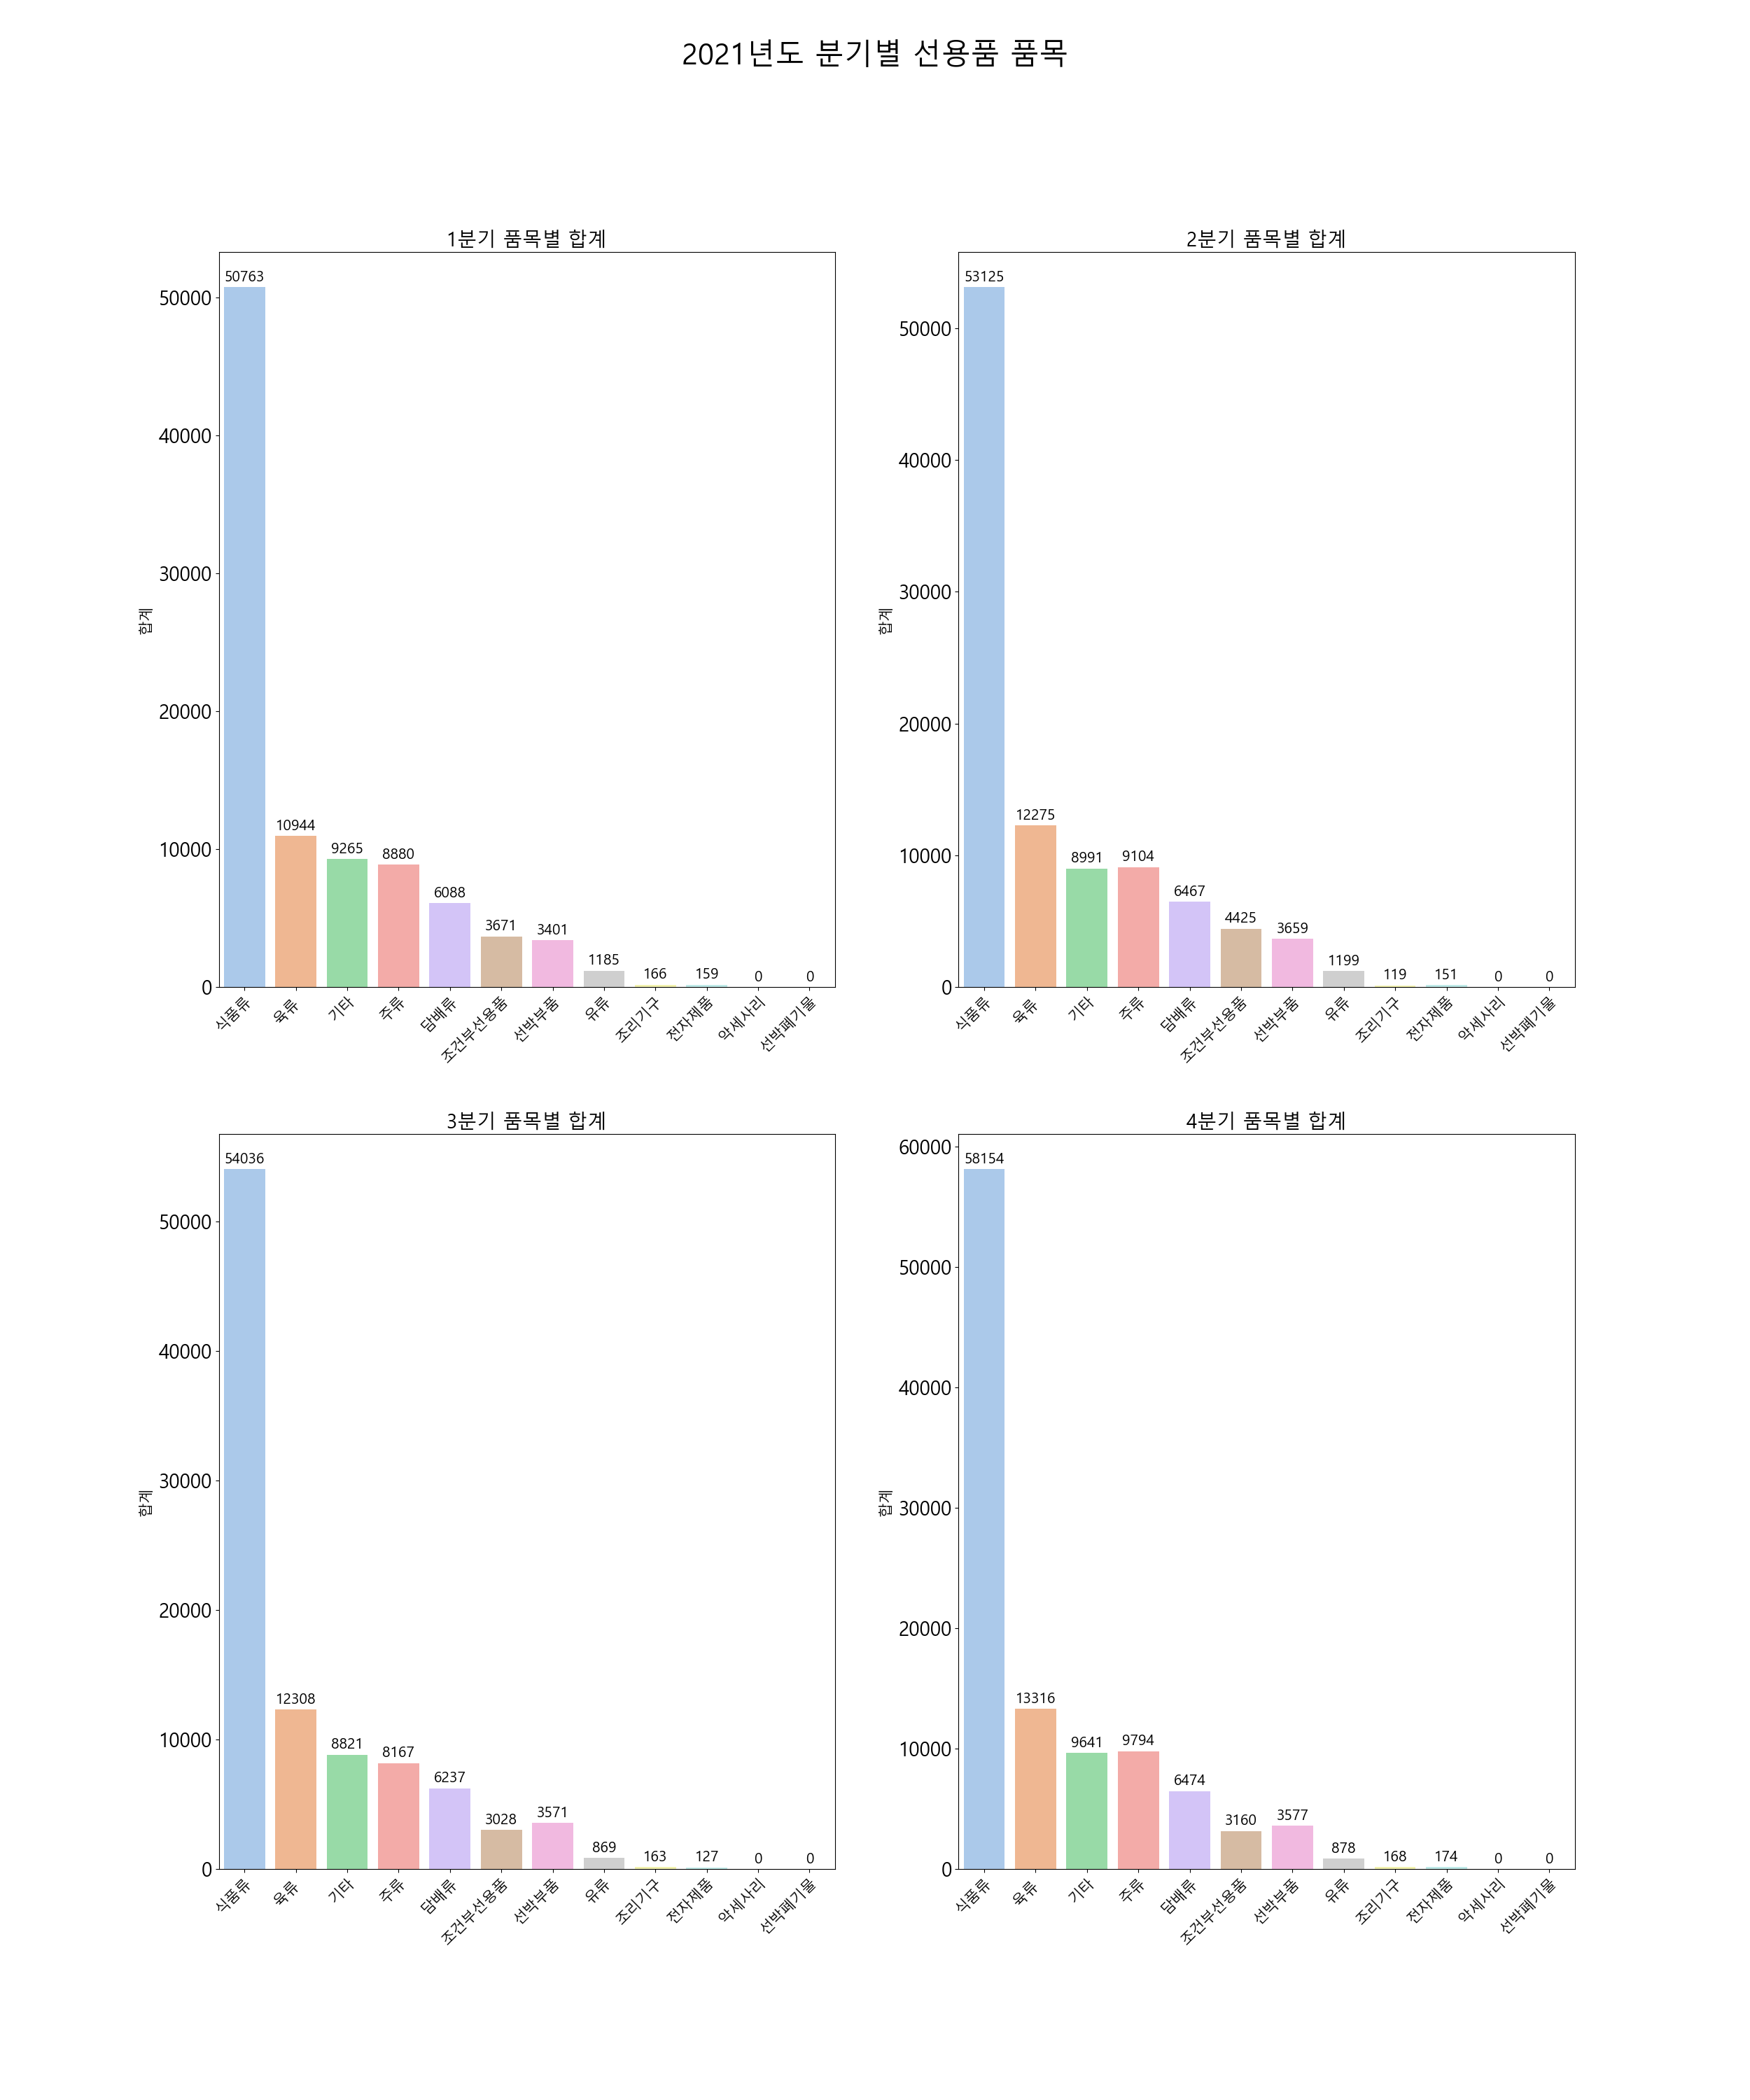 2021년도 분기별 선용품 품목
1분기 품목별 합계
합계
50000
40000
30000
20000
10000
0
50763
10944
9265
8880
6088
3671
3401
1185
166
159
0
0
식품류
육류
기타
주류
담배류
조건부선용품
선박부품
유류
조리기구
전자제품
악세사리
선박폐기물
2분기 품목별 합계
합계
50000
40000
30000
20000
10000
0
53125
12275
8991
9104
6467
4425
3659
1199
119
151
0
0
식품류
육류
기타
주류
담배류
조건부선용품
선박부품
유류
조리기구
전자제품
악세사리
선박폐기물
3분기 품목별 합계
합계
50000
40000
30000
20000
10000
0
54036
12308
8821
8167
6237
3028
3571
869
163
127
0
0
식품류
육류
기타
주류
담배류
조건부선용품
선박부품
유류
조리기구
전자제품
악세사리
선박폐기물
4분기 품목별 합계
합계
60000
50000
40000
30000
20000
10000
0
58154
13316
9641
9794
6474
3160
3577
878
168
174
0
0
식품류
육류
기타
주류
담배류
조건부선용품
선박부품
유류
조리기구
전자제품
악세사리
선박폐기물